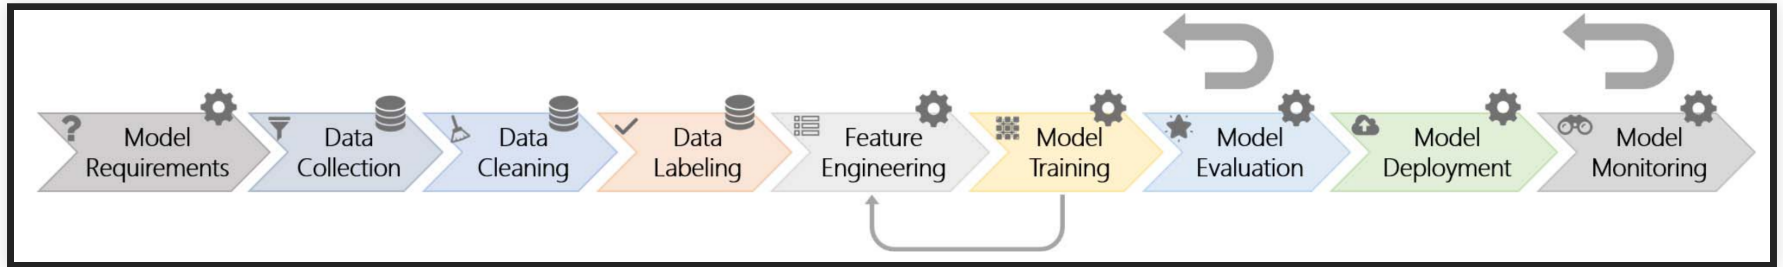 Model
Requirements
Data
Collection
Data
Cleaning
Data
Labeling
Feature
Engineering
Model
Training
Model
Evaluation
Model
Deployment
Model
Monitoring